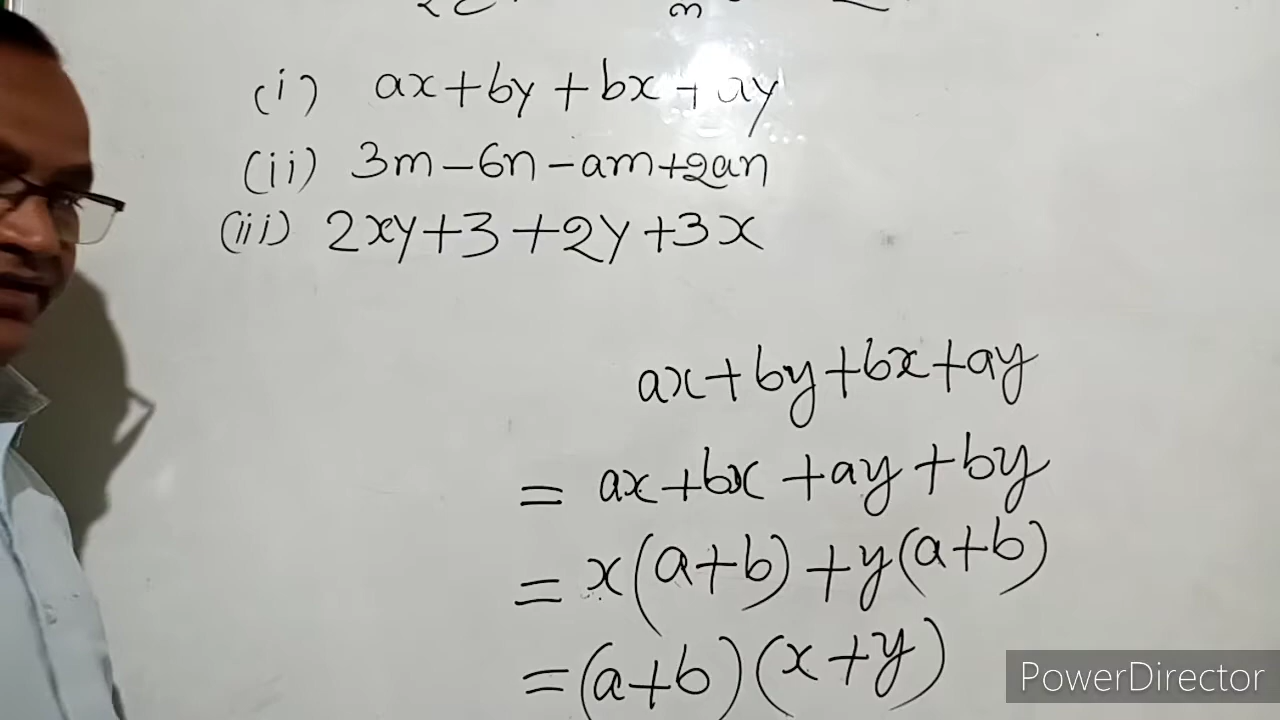 (i) ax+by+bx+ay
(ii) 3m-6n-am+2an
(iii) 2xy+3+2y+3x
ax+by+bx+ay
= ax+bx+ay+by
= x(a+b)+y(a+b)
=(a+b)(x+y)
PowerDirector